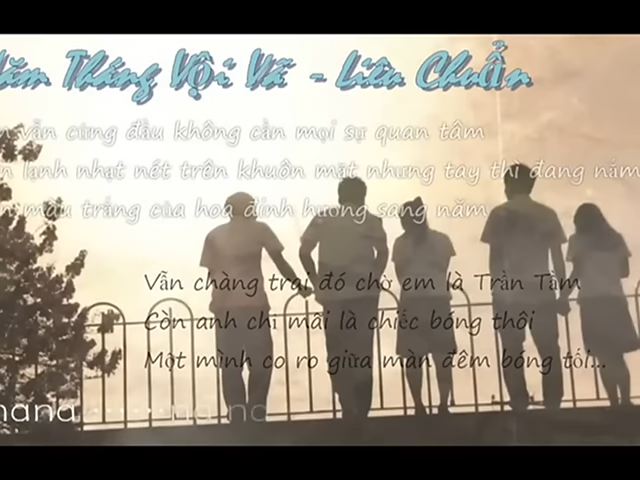 Năm Tháng Vội Vã - Liêu Chuẩn
vẫn cứng đầu không cần mọi sự quan tâm
lạnh nhạt nét trên khuôn mặt nhưng tay thì đang nắm
màu trắng của hoa đinh hương sang năm
Vẫn chàng trai đó chờ em là Trần Tầm
Còn anh chỉ mãi là chiếc bóng thôi
Một mình co ro giữa màn đêm bóng tối...
nana ········ na na